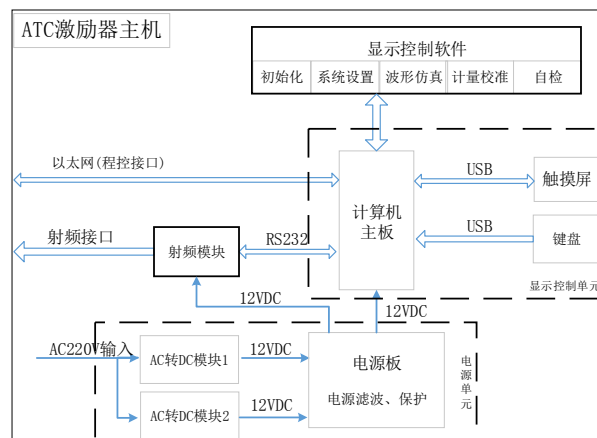 ATC激励器主机
显示控制软件
初始化 系统设置 波形仿真 计量校准 自检
以太网(程控接口)
USB
触摸屏
计算机
主板
射频接口
射频模块
RS232
USB
键盘
显示控制单元
12VDC
12VDC
AC220V输入
AC转DC模块1
12VDC
电源板
电源滤波、保护
电源单元
AC转DC模块2
12VDC